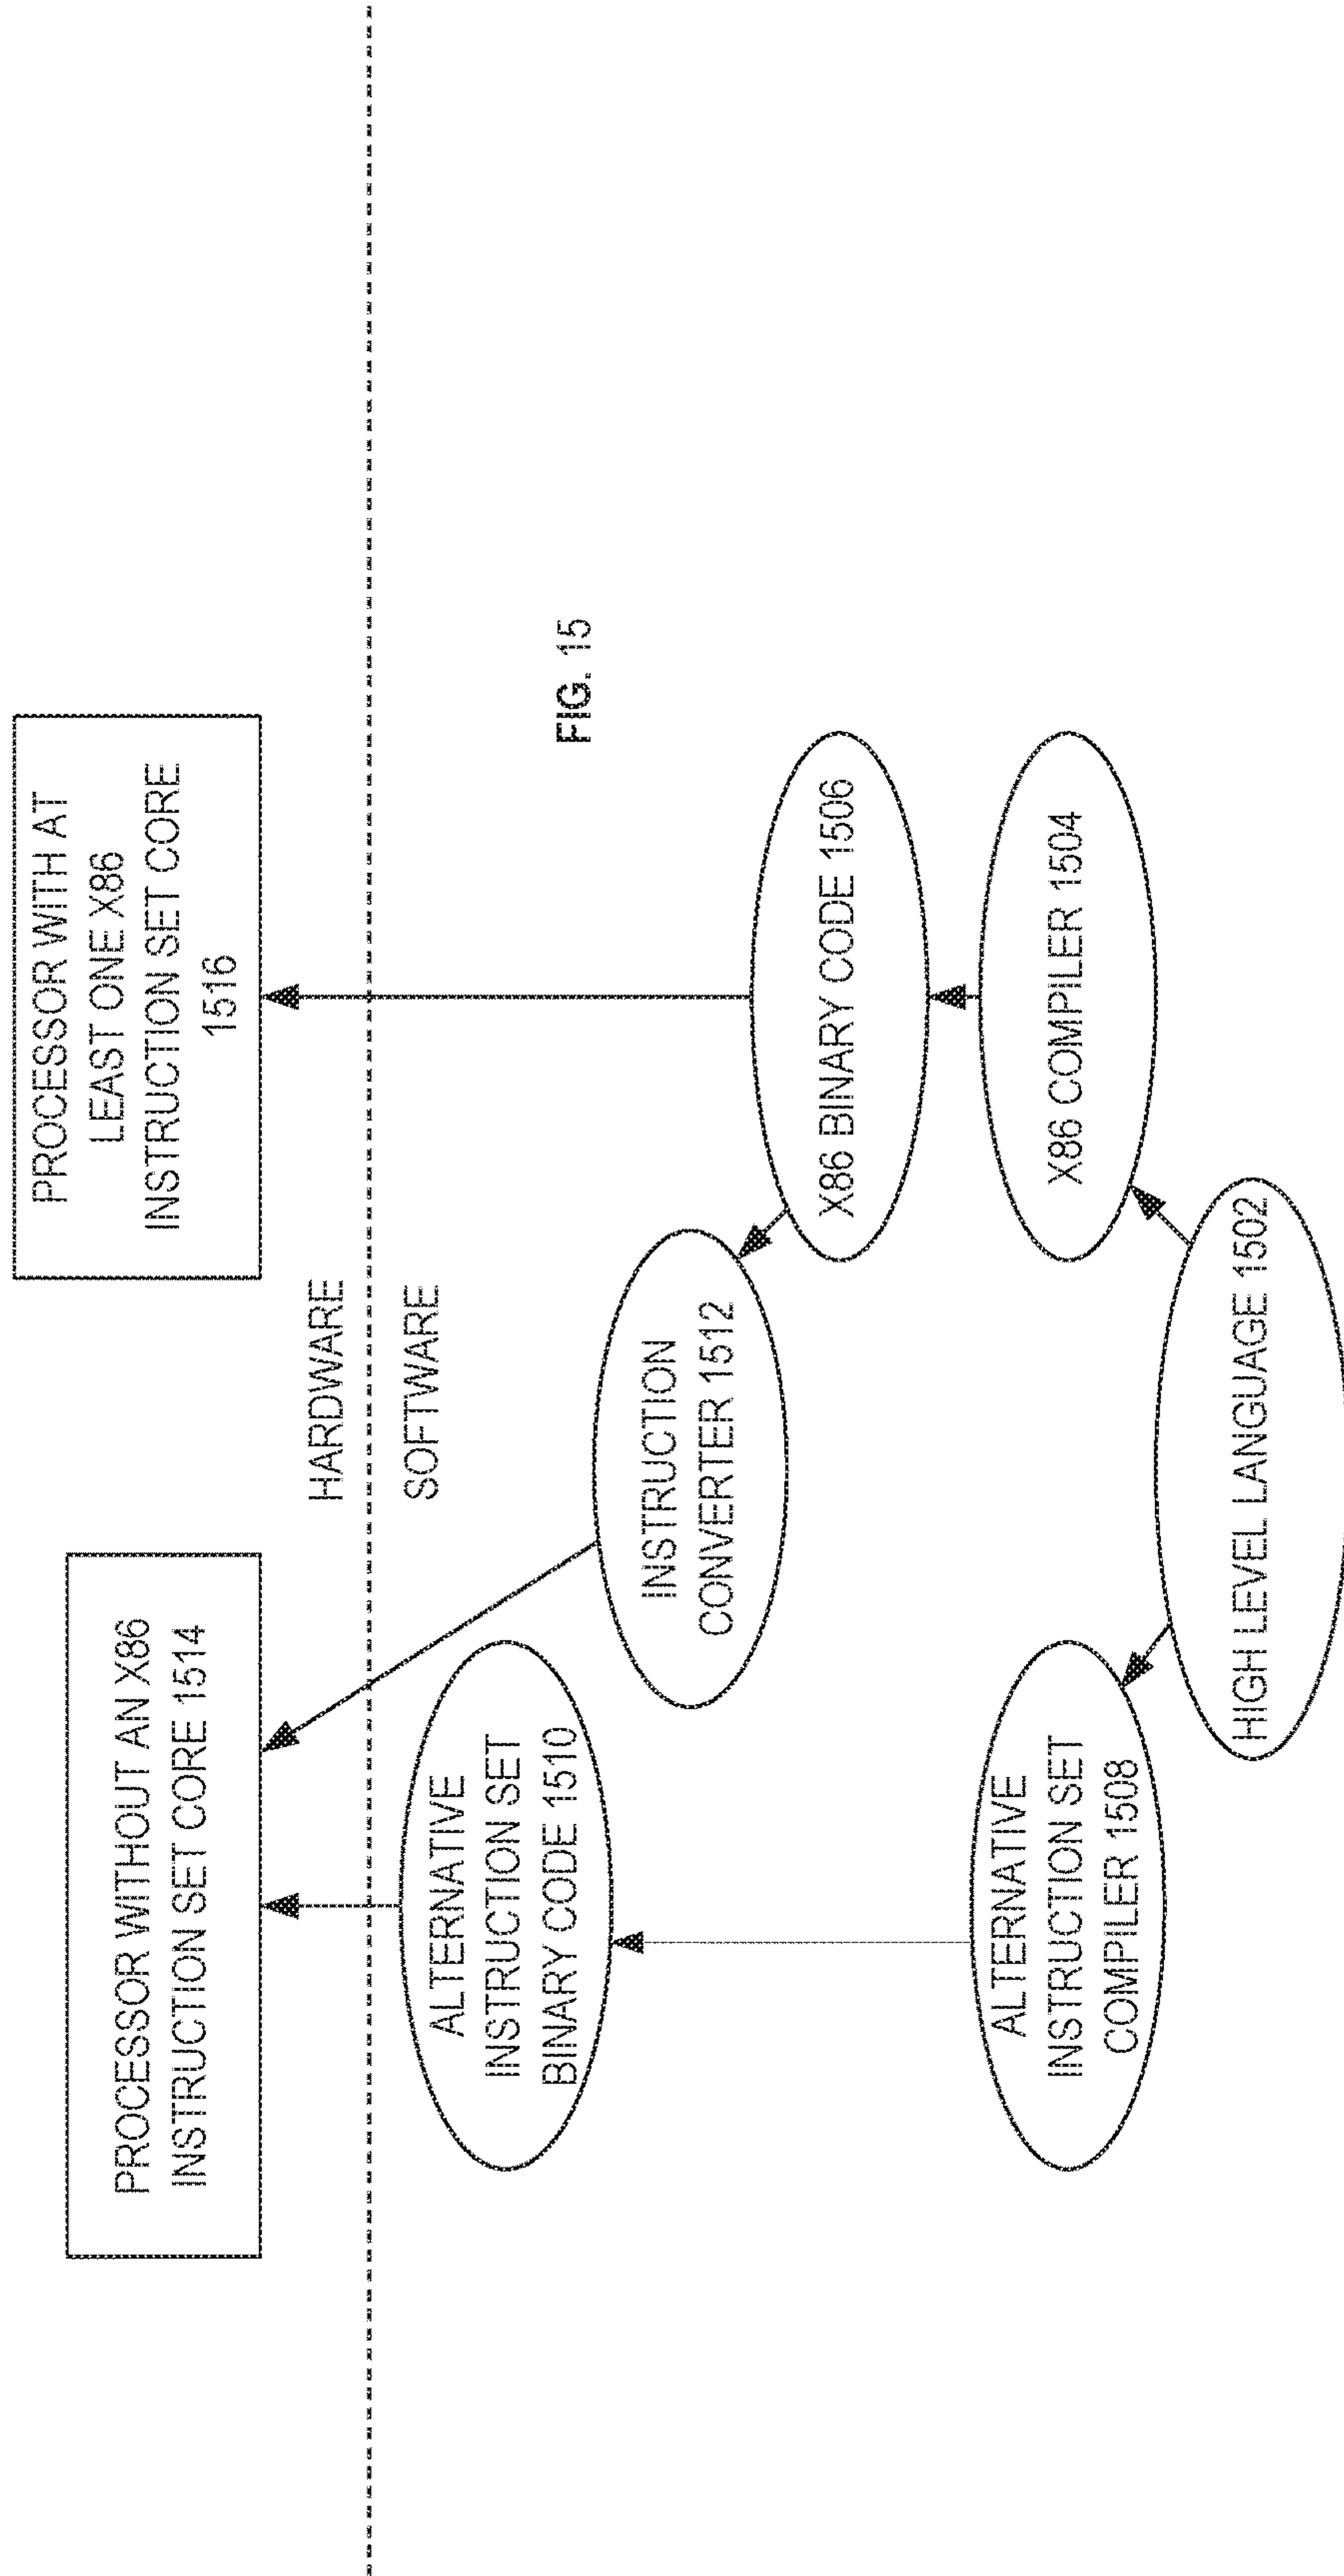 PROCESSOR WITHOUT AN X86
INSTRUCTION SET CORE 1514
PROCESSOR WITH AT
LEAST ONE X86
INSTRUCTION SET CORE
1516
HARDWARE
SOFTWARE
ALTERNATIVE
INSTRUCTION SET
BINARY CODE 1510
INSTRUCTION
CONVERTER 1512
FIG. 15
X86 BINARY CODE 1506
ALTERNATIVE
INSTRUCTION SET
COMPILER 1508
X86 COMPILER 1504
HIGH LEVEL LANGUAGE 1502